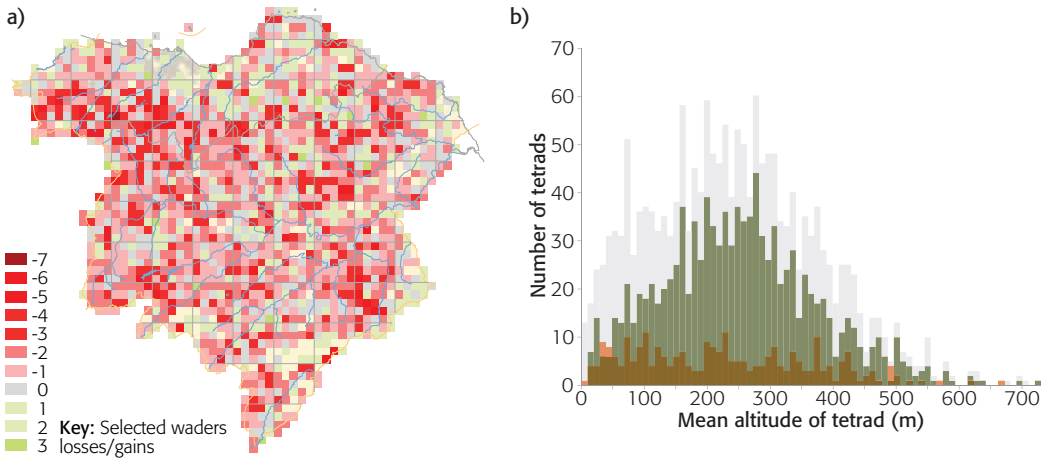 a)
-7
-6
-5
-4
-3
-2
-1
0
1
2
3
Key: Selected waders
losses/gains
b)
70
60
50
40
30
20
10
0
Number of tetrads
0 100 200 300 400 500 600 700
Mean altitude of tetrad (m)